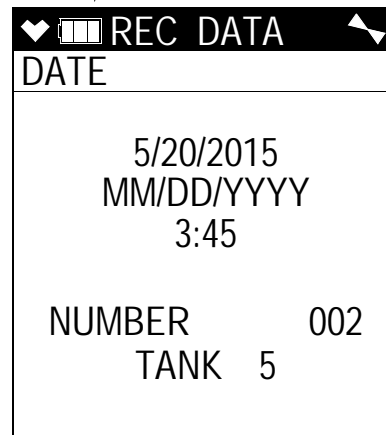 REC DATA
DATE
5/20/2015
MM/DD/YYYY
3:45
NUMBER 002
TANK 5